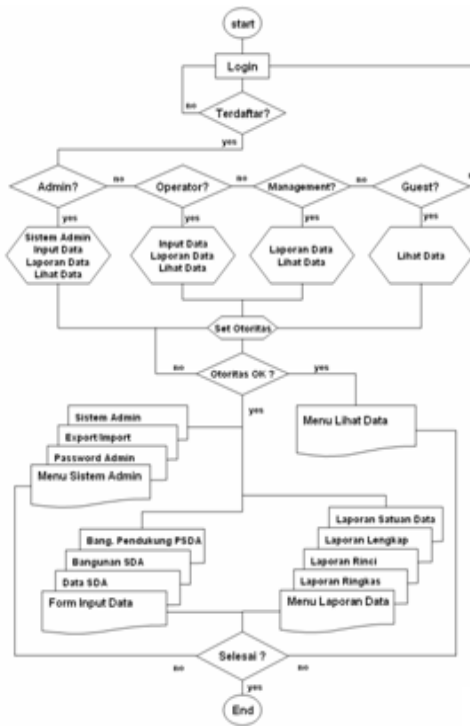 start
Login
no
Terdaftar?
yes
Admin?
no
Operator?
no
Management?
no
Guest?
yes
yes
yes
yes
Sistem Admin
Input Data
Laporan Data
Lihat Data
Input Data
Laporan Data
Lihat Data
Laporan Data
Lihat Data
Lihat Data
Set Otoritas
no
Otoritas OK ?
yes
yes
Sistem Admin
Export/Import
Password Admin
Menu Sistem Admin
Menu Lihat Data
Bang. Pendukung PSDA
Bangunan SDA
Data SDA
Form Input Data
Laporan Satuan Data
Laporan Lengkap
Laporan Rinci
Laporan Ringkas
Menu Laporan Data
no
Selesai ?
no
yes
End